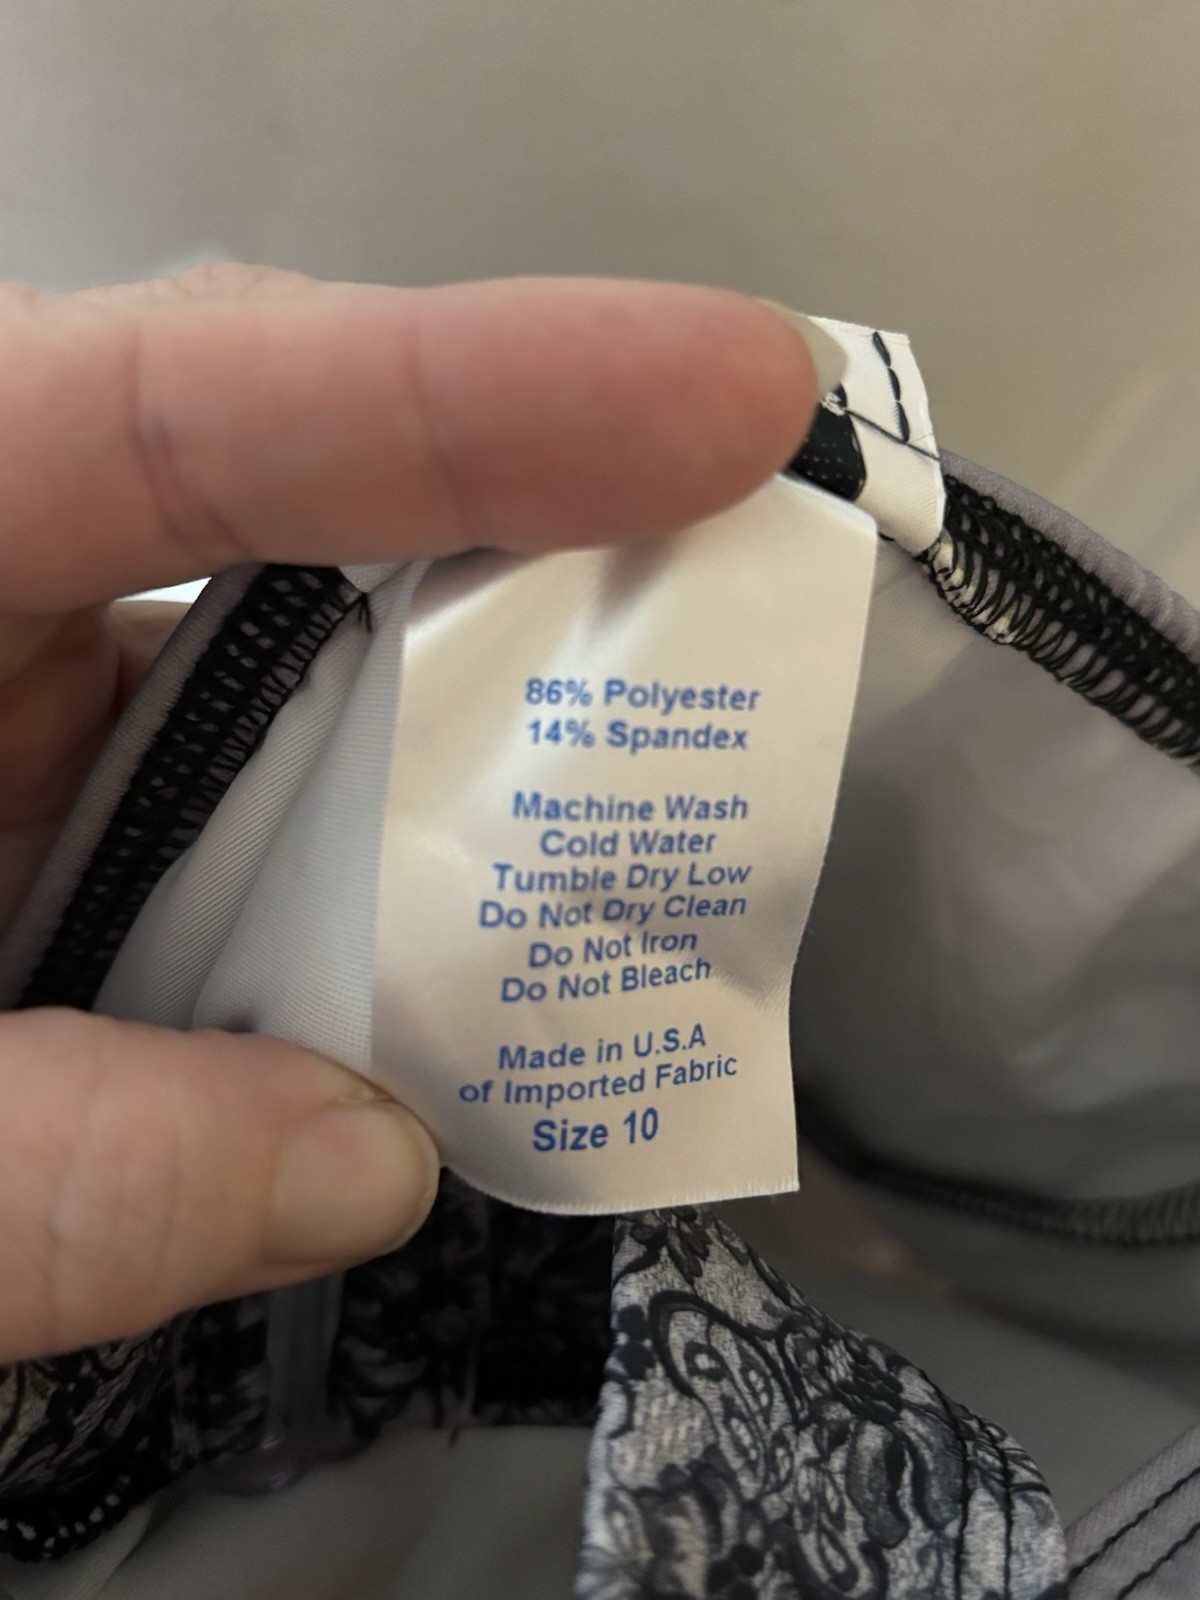 86% Polyester
14% Spandex
Machine Wash
Cold Water
Tumble Dry Low
Do Not Dry Clean
Do Not Iron
Do Not Bleach
Made in U.S.A
of Imported Fabric
Size 10